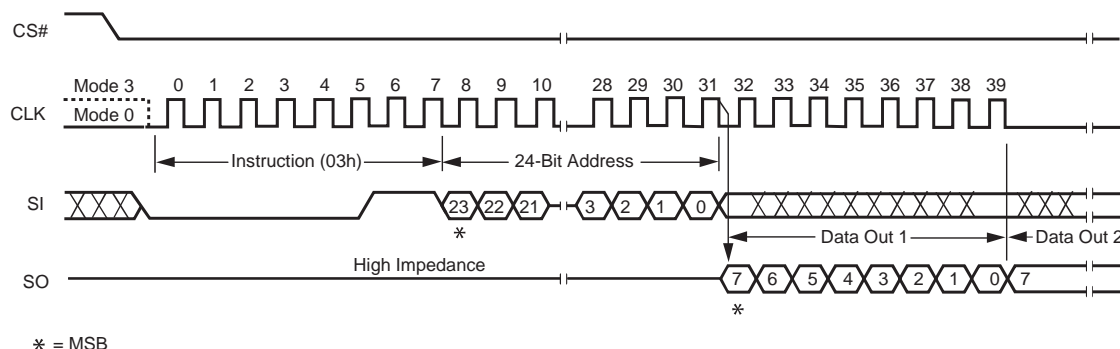 CS#
Mode 3
0 1 2 3 4 5 6 7 8 9 10 28 29 30 31 32 33 34 35 36 37 38 39
CLK
Mode 0
Instruction (03h)
24-Bit Address
SI
23 22 21 3 2 1 0
*
Data Out 1
Data Out 2
High Impedance
SO
7 6 5 4 3 2 1 0 7
*
* = MSB